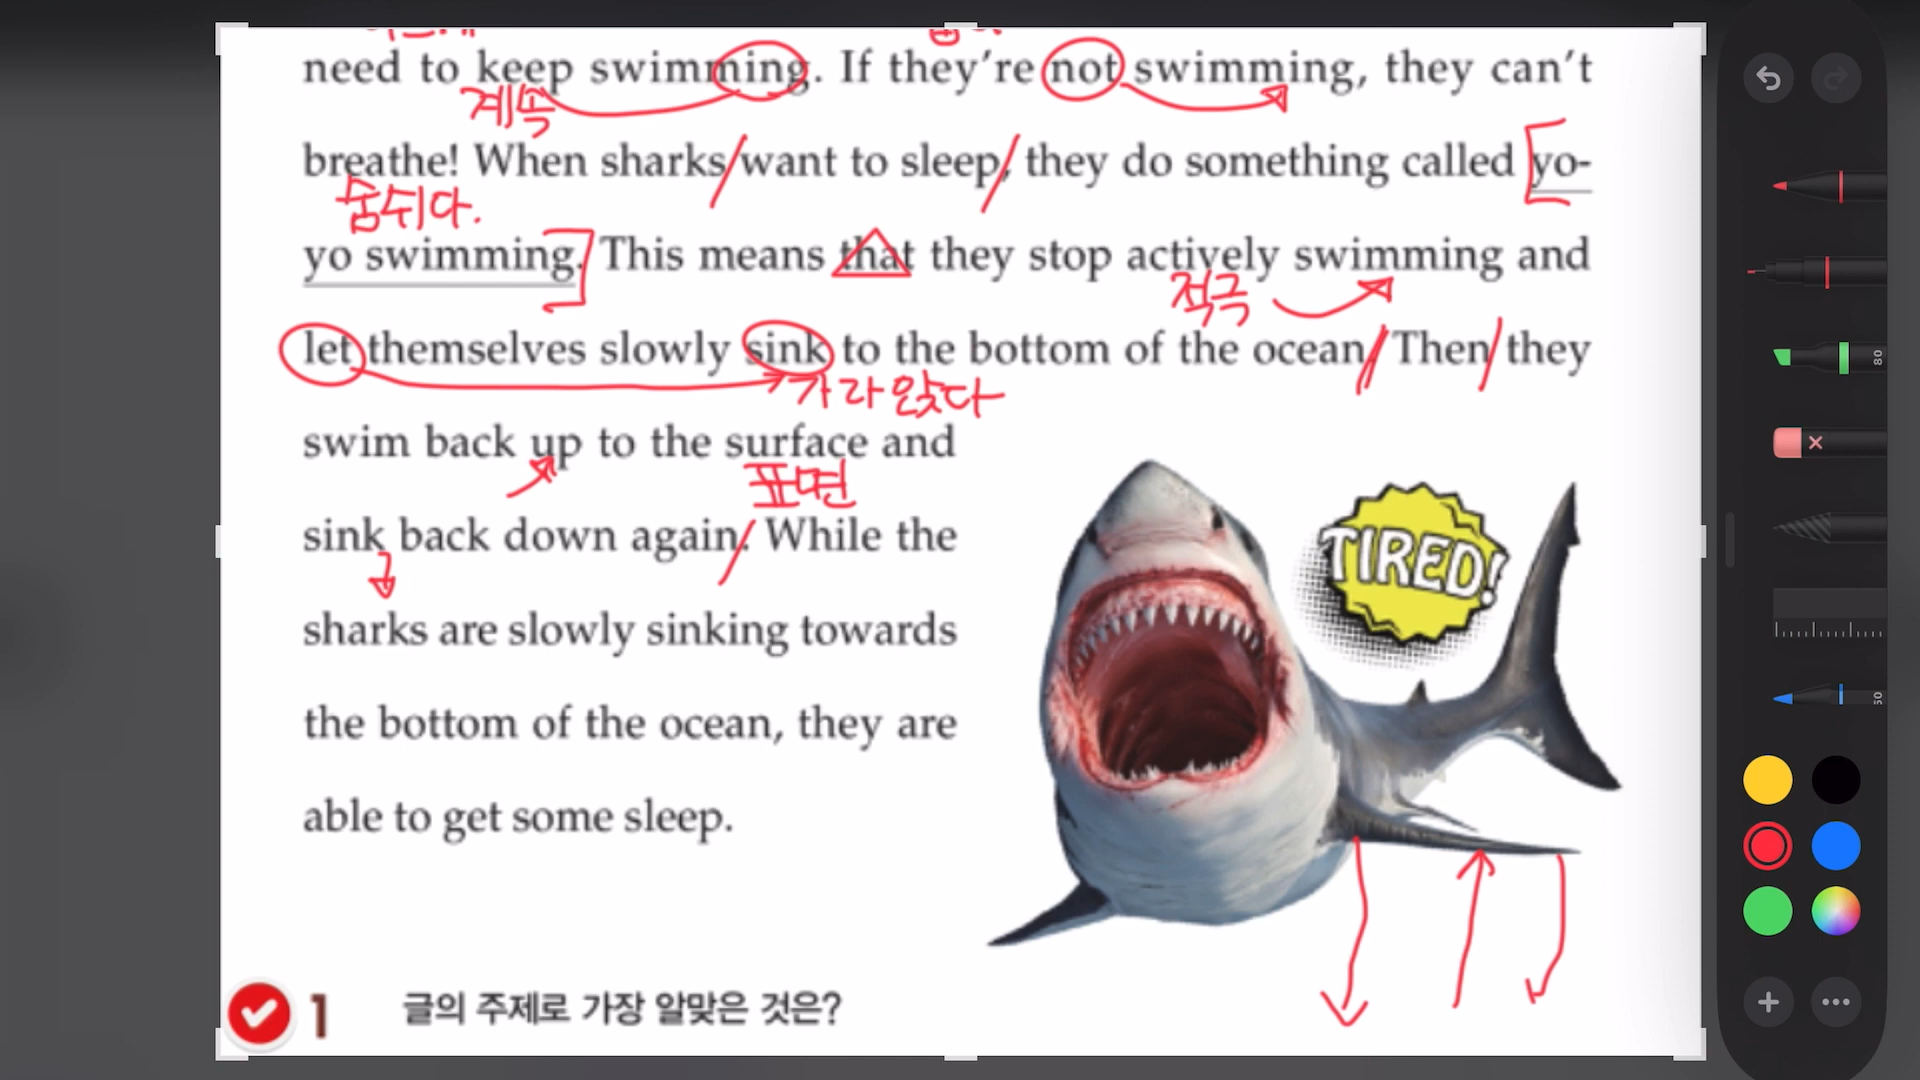 need to keep swimming. If they're not swimming, they can't
계속
breathe! When sharks want to sleep, they do something called yo-
숨쉬다.
yo swimming. This means that they stop actively swimming and
적극
let themselves slowly sink to the bottom of the ocean. Then they
가라앉다
swim back up to the surface and
표면
sink back down again. While the
TIRED!
sharks are slowly sinking towards
the bottom of the ocean, they are
able to get some sleep.
1 글의 주제로 가장 알맞은 것은?
80
50